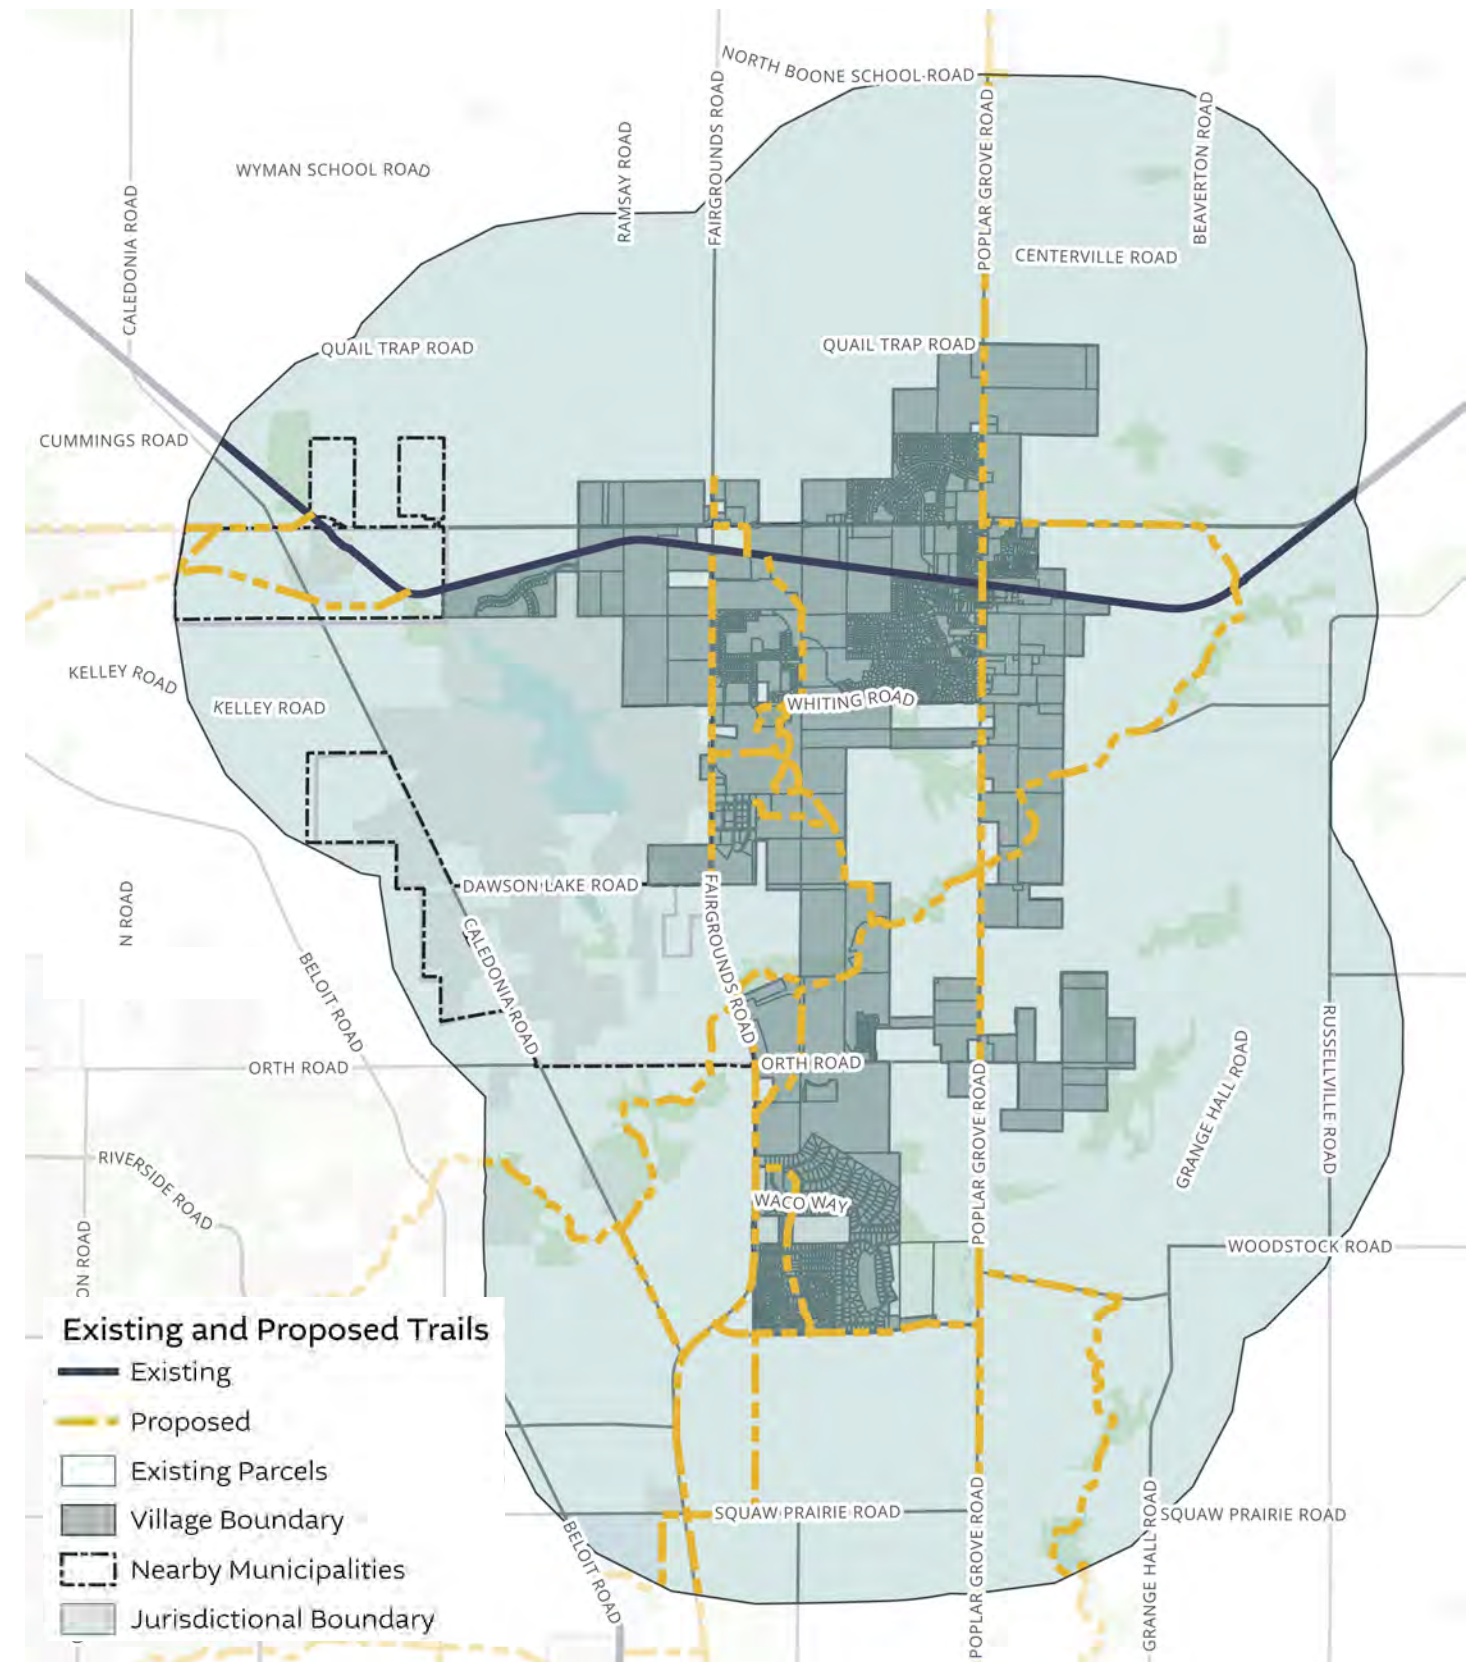 NORTH BOONE SCHOOL ROAD
WYMAN SCHOOL ROAD
RAMSAY ROAD
FAIRGROUNDS ROAD
POPLAR GROVE ROAD
BEAVERTON ROAD
CALEDONIA ROAD
CENTERVILLE ROAD
QUAIL TRAP ROAD
QUAIL TRAP ROAD
CUMMINGS ROAD
KELLEY ROAD
KELLEY ROAD
WHITING ROAD
DAWSON LAKE ROAD
N ROAD
FAIRGROUNDS ROAD
CALEDONIA ROAD
BELOIT ROAD
ORTH ROAD
ORTH ROAD
RUSSELLVILLE ROAD
GRANGE HALL ROAD
POPLAR GROVE ROAD
RIVERSIDE ROAD
WACO WAY
WOODSTOCK ROAD
ON ROAD
Existing and Proposed Trails
Existing
Proposed
Existing Parcels
Village Boundary
Nearby Municipalities
Jurisdictional Boundary
SQUAW PRAIRIE ROAD
SQUAW PRAIRIE ROAD
BELOIT ROAD
POPLAR GROVE ROAD
GRANGE HALL ROAD